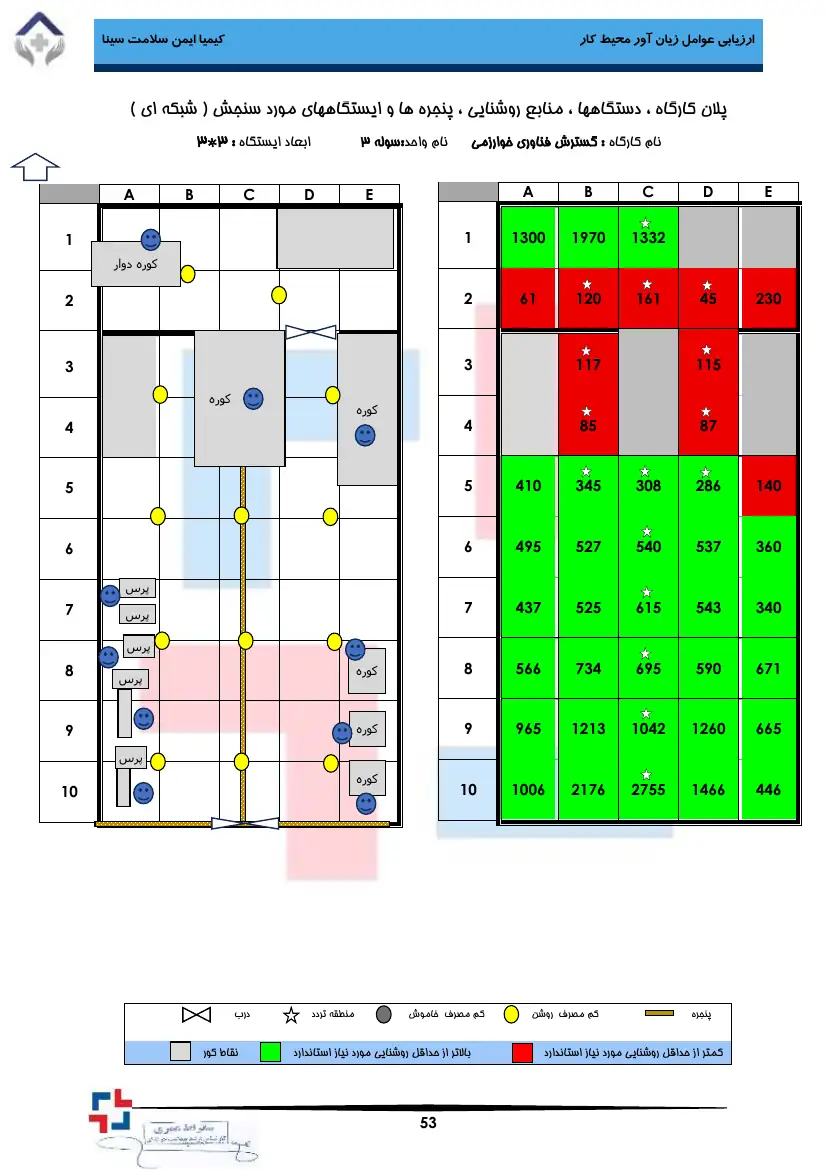 ارزیابی عوامل زیان آور محیط کار
کیمیا ایمن سلامت سینا
پلان کارگاه ، دستگاهها ، منابع روشنایی ، پنجره ها و ایستگاههای مورد سنجش ( شبکه ای )
نام کارگاه : گسترش فناوری خوارزمی نام واحد:سوله ۳ ابعاد ایستگاه : ۳*۳
A B C D E
1
کوره دوار
2
3
کوره
کوره
4
5
6
پرس
7
پرس
پرس
8
کوره
پرس
9
کوره
پرس
10
کوره
A B C D E
1 1300 1970 1332
2 61 120 161 45 230
3 117 115
4 85 87
5 410 345 308 286 140
6 495 527 540 537 360
7 437 525 615 543 340
8 566 734 695 590 671
9 965 1213 1042 1260 665
10 1006 2176 2755 1466 446
پنجره کم مصرف روشن کم مصرف خاموش منطقه تردد درب
کمتر از حداقل روشنایی مورد نیاز استاندارد بالاتر از حداقل روشنایی مورد نیاز استاندارد نقاط کور
53